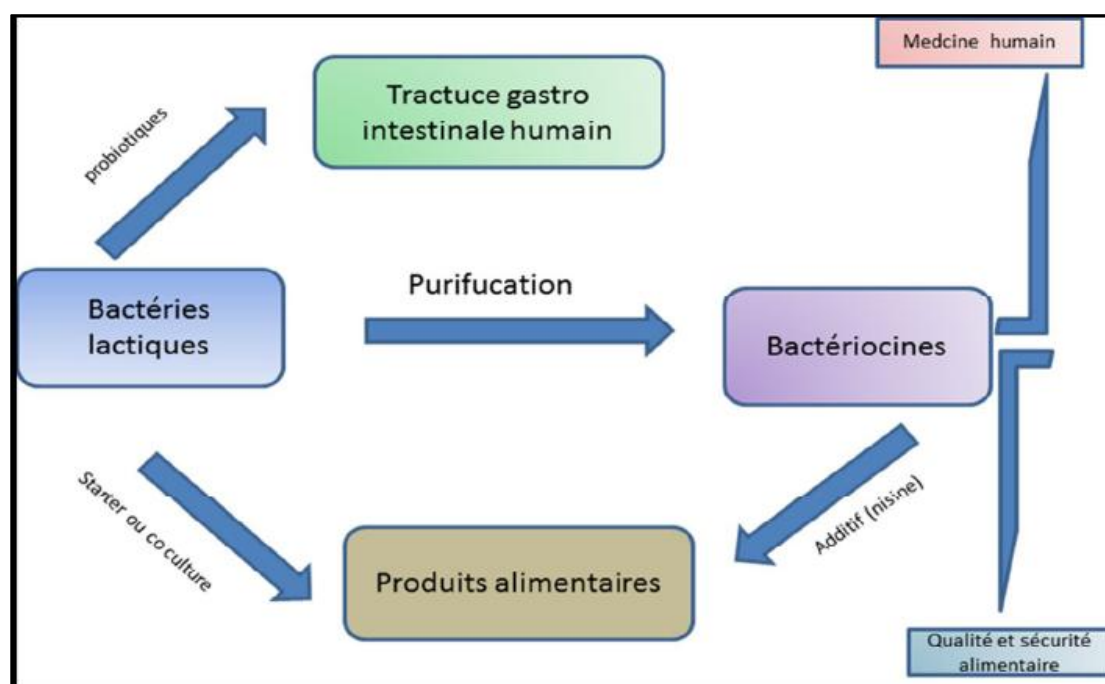 Medcine humain
Tractuce gastro
intestinale humain
probiotiques
Purifucation
Bactéries
lactiques
Bactériocines
Starter ou co culture
Additif (nisine)
Produits alimentaires
Qualité et sécurité
alimentaire